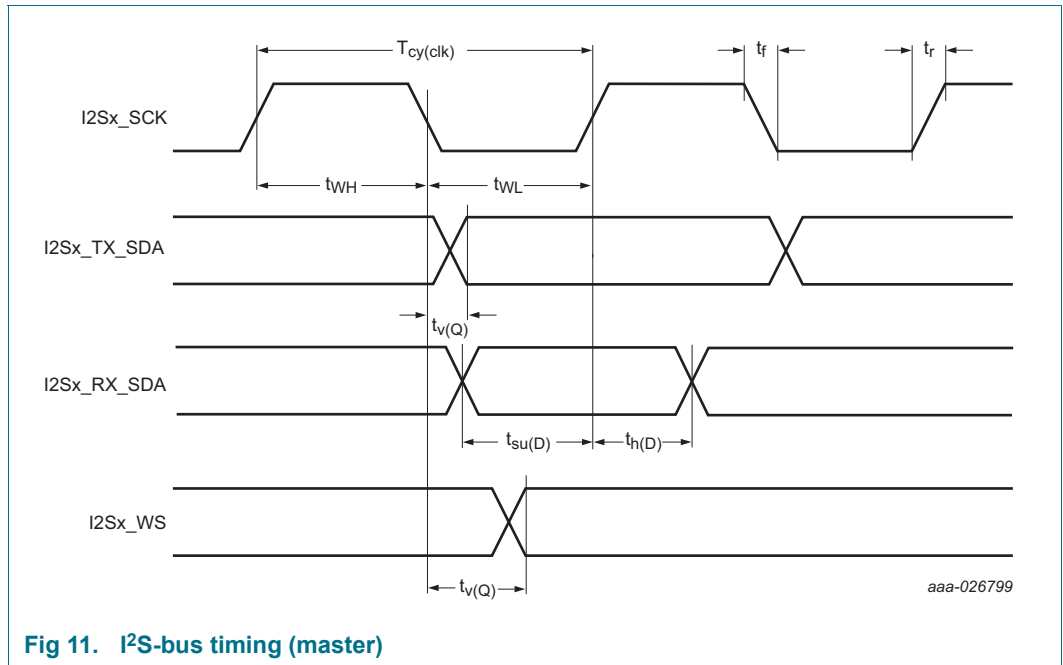 Tcy(clk)
tf
tr
I2Sx_SCK
tWH
tWL
I2Sx_TX_SDA
tv(Q)
I2Sx_RX_SDA
tsu(D)
th(D)
I2Sx_WS
tv(Q)
aaa-026799
Fig 11. I²S-bus timing (master)